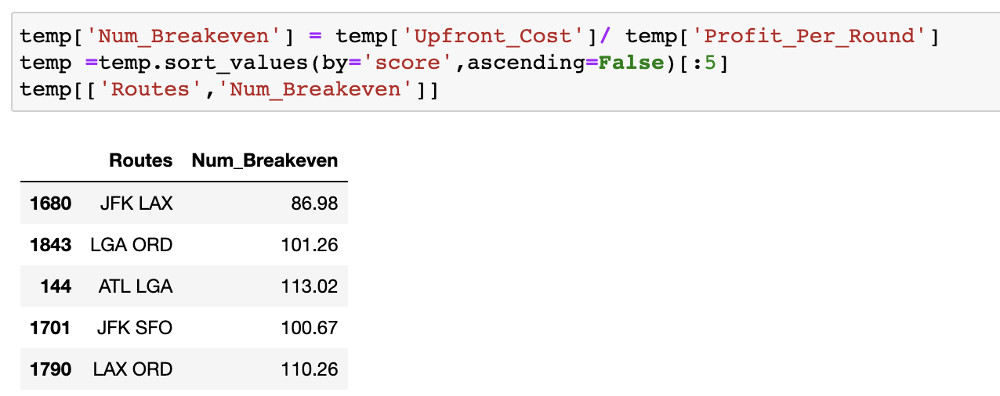 temp['Num_Breakeven'] = temp['Upfront_Cost']/ temp['Profit_Per_Round']
temp =temp.sort_values(by='score',ascending=False)[:5]
temp[['Routes','Num_Breakeven']]
Routes Num_Breakeven
1680 JFK LAX 86.98
1843 LGA ORD 101.26
144 ATL LGA 113.02
1701 JFK SFO 100.67
1790 LAX ORD 110.26